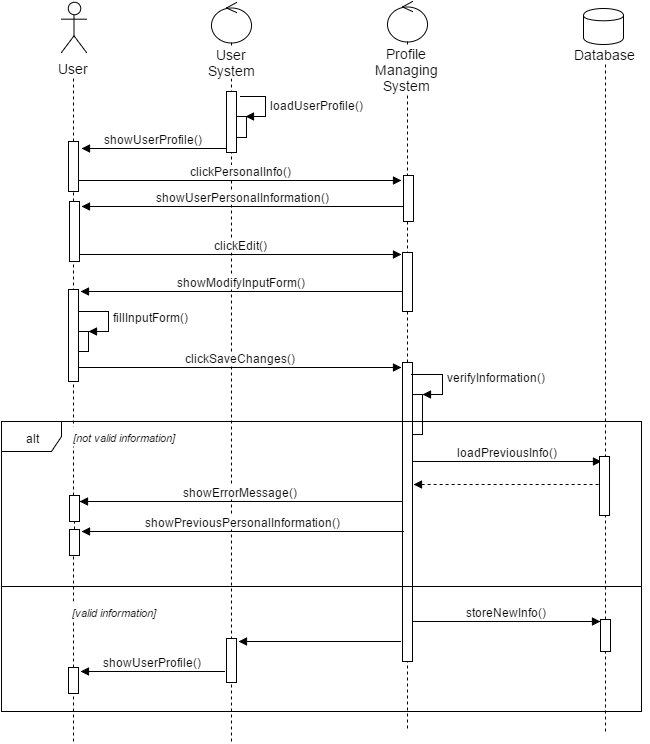 User
User
System
Profile
Managing
System
Database
loadUserProfile()
showUserProfile()
clickPersonalInfo()
showUserPersonalInformation()
clickEdit()
showModifyInputForm()
fillInputForm()
clickSaveChanges()
verifyInformation()
alt
[not valid information]
loadPreviousInfo()
showErrorMessage()
showPreviousPersonalInformation()
[valid information]
storeNewInfo()
showUserProfile()